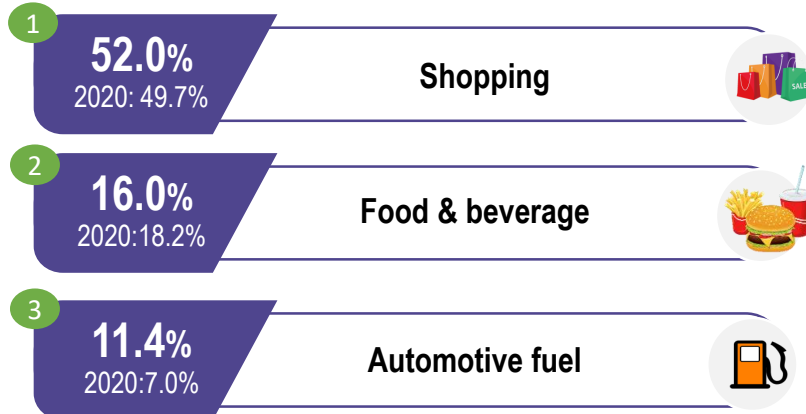 1
52.0%
2020: 49.7%
Shopping
SALE
2
16.0%
2020:18.2%
Food & beverage
3
11.4%
2020:7.0%
Automotive fuel